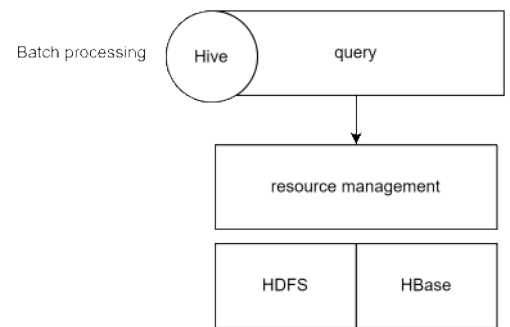 Batch processing
Hive
query
resource management
HDFS
HBase